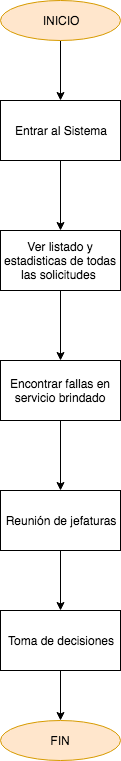 INICIO
Entrar al Sistema
Ver listado y
estadisticas de todas
las solicitudes
Encontrar fallas en
servicio brindado
Reunión de jefaturas
Toma de decisiones
FIN